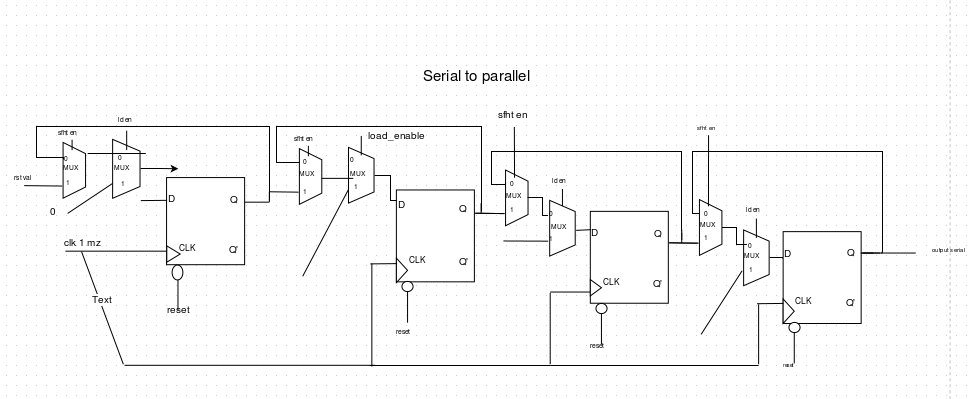 Serial to parallel
sfht en
ld en
0
MUX
1
0
MUX
1
rst val
0
D
Q
CLK
Q'
clk 1 mz
Text
reset
sfht en
load_enable
0
MUX
1
0
MUX
1
D
Q
CLK
Q'
reset
sfht en
ld en
0
MUX
1
0
MUX
1
D
Q
CLK
Q'
reset
sfht en
ld en
0
MUX
1
0
MUX
1
D
Q
CLK
Q'
reset
output serial